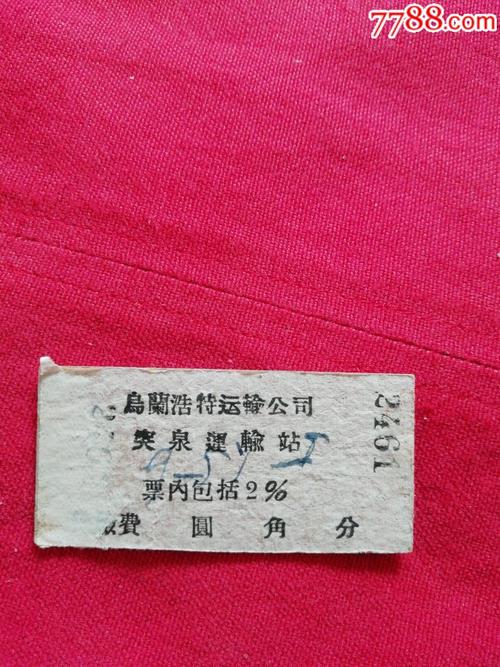 7788.com
烏蘭浩特运輸公司
突泉運輸站
票內包括2%
費 圓 角 分
2461